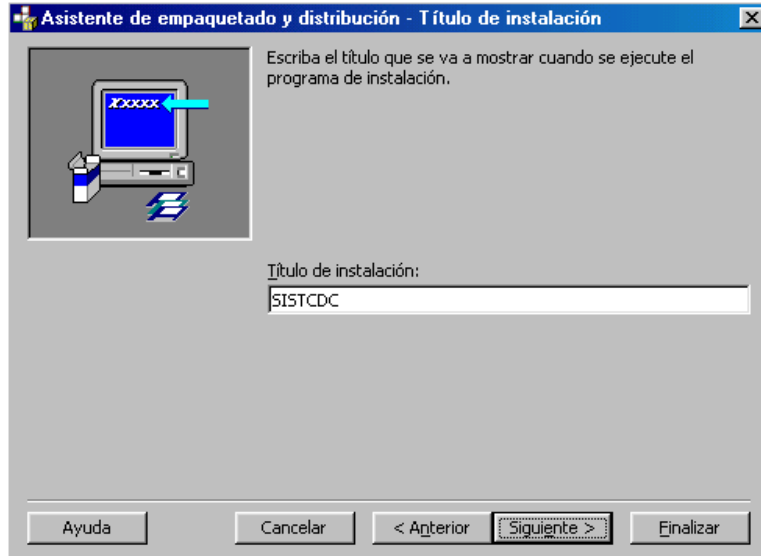 Asistente de empaquetado y distribución - Título de instalación
Escriba el título que se va a mostrar cuando se ejecute el
programa de instalación.
Xxxxx
Título de instalación:
SISTCDC
Ayuda
Cancelar
< Anterior
Siguiente >
Finalizar